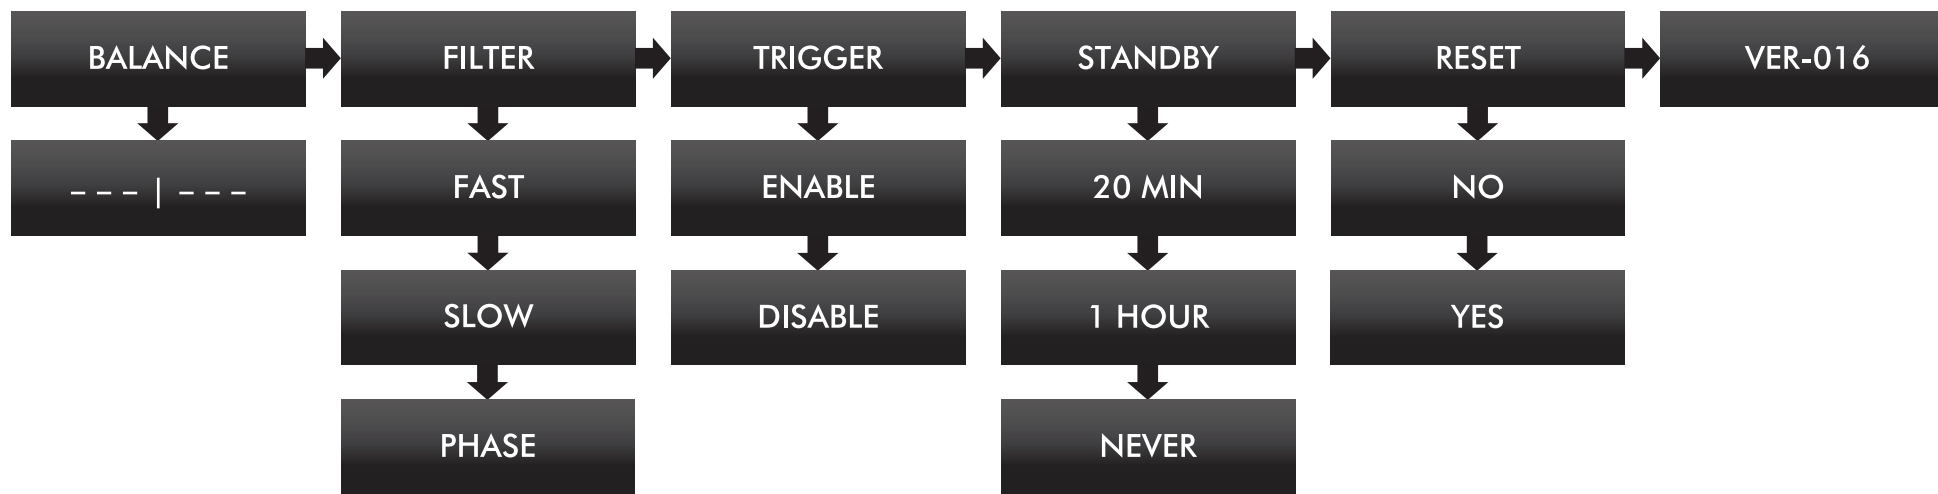 BALANCE
FILTER
TRIGGER
STANDBY
RESET
VER-016
– – – | – – –
FAST
ENABLE
20 MIN
NO
SLOW
DISABLE
1 HOUR
YES
PHASE
NEVER